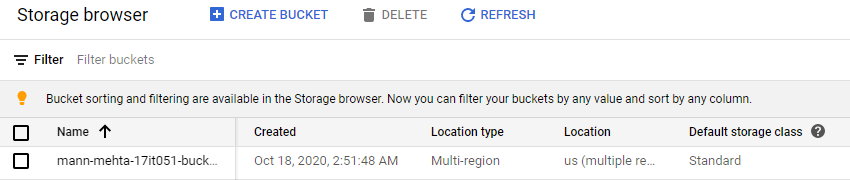 Storage browser CREATE BUCKET DELETE REFRESH
Filter Filter buckets
Bucket sorting and filtering are available in the Storage browser. Now you can filter your buckets by any value and sort by any column.
Name Created Location type Location Default storage class ?
mann-mehta-17it051-buck... Oct 18, 2020, 2:51:48 AM Multi-region us (multiple re... Standard